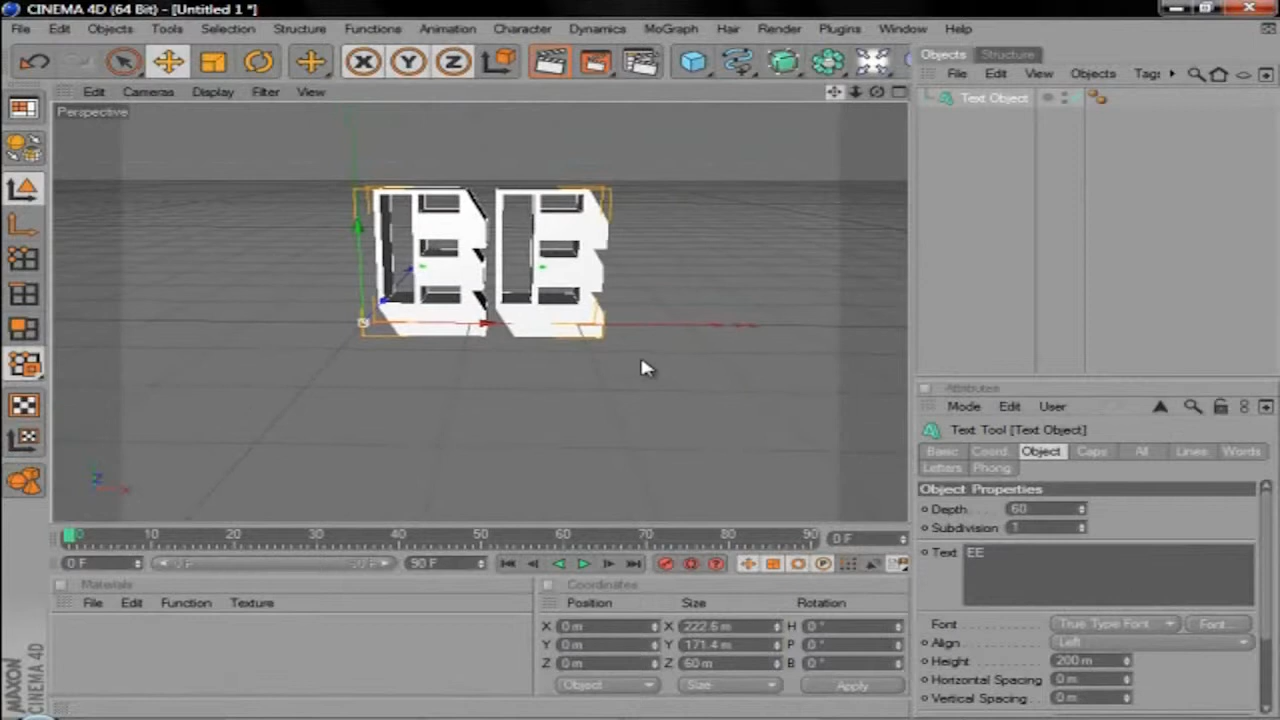 CINEMA 4D (64 Bit) - [Untitled 1 *]
File Edit Objects Tools Selection Structure Functions Animation Character Dynamics MoGraph Hair Render Plugins Window Help
Objects Structure
File Edit View Objects Tags
Text Object
Edit Cameras Display Filter View
Perspective
EE
Attributes
Mode Edit User
Text Tool [Text Object]
Basic Coord. Object Caps All Lines Words
Letters Phong
Object Properties
Depth 60
Subdivision 1
Text EE
Font True Type Font Font...
Align Left
Height 200 m
Horizontal Spacing 0 m
Vertical Spacing 0 m
0 10 20 30 40 50 60 70 80 90 0 F
0 F 90 F
Materials
File Edit Function Texture
Coordinates
Position Size Rotation
X 0 m X 222.6 m H 0 °
Y 0 m Y 171.4 m P 0 °
Z 0 m Z 60 m B 0 °
Object Size Apply
MAXON
CINEMA 4D